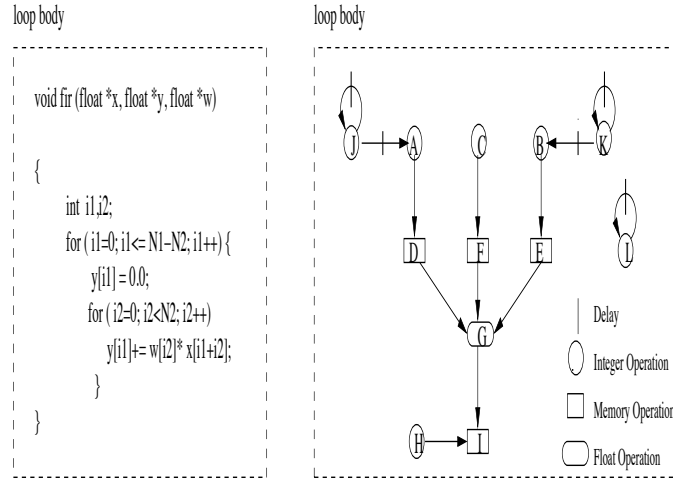 loop body
void fir (float *x, float *y, float *w)
{
int i1,i2;
for ( i1=0; i1<= N1–N2; i1++) {
y[i1] = 0.0;
for ( i2=0; i2<N2; i2++)
y[i1]+= w[i2]* x[i1+i2];
}
}
loop body
J A C B K
D F E L
G
H I
Delay
Integer Operation
Memory Operation
Float Operation